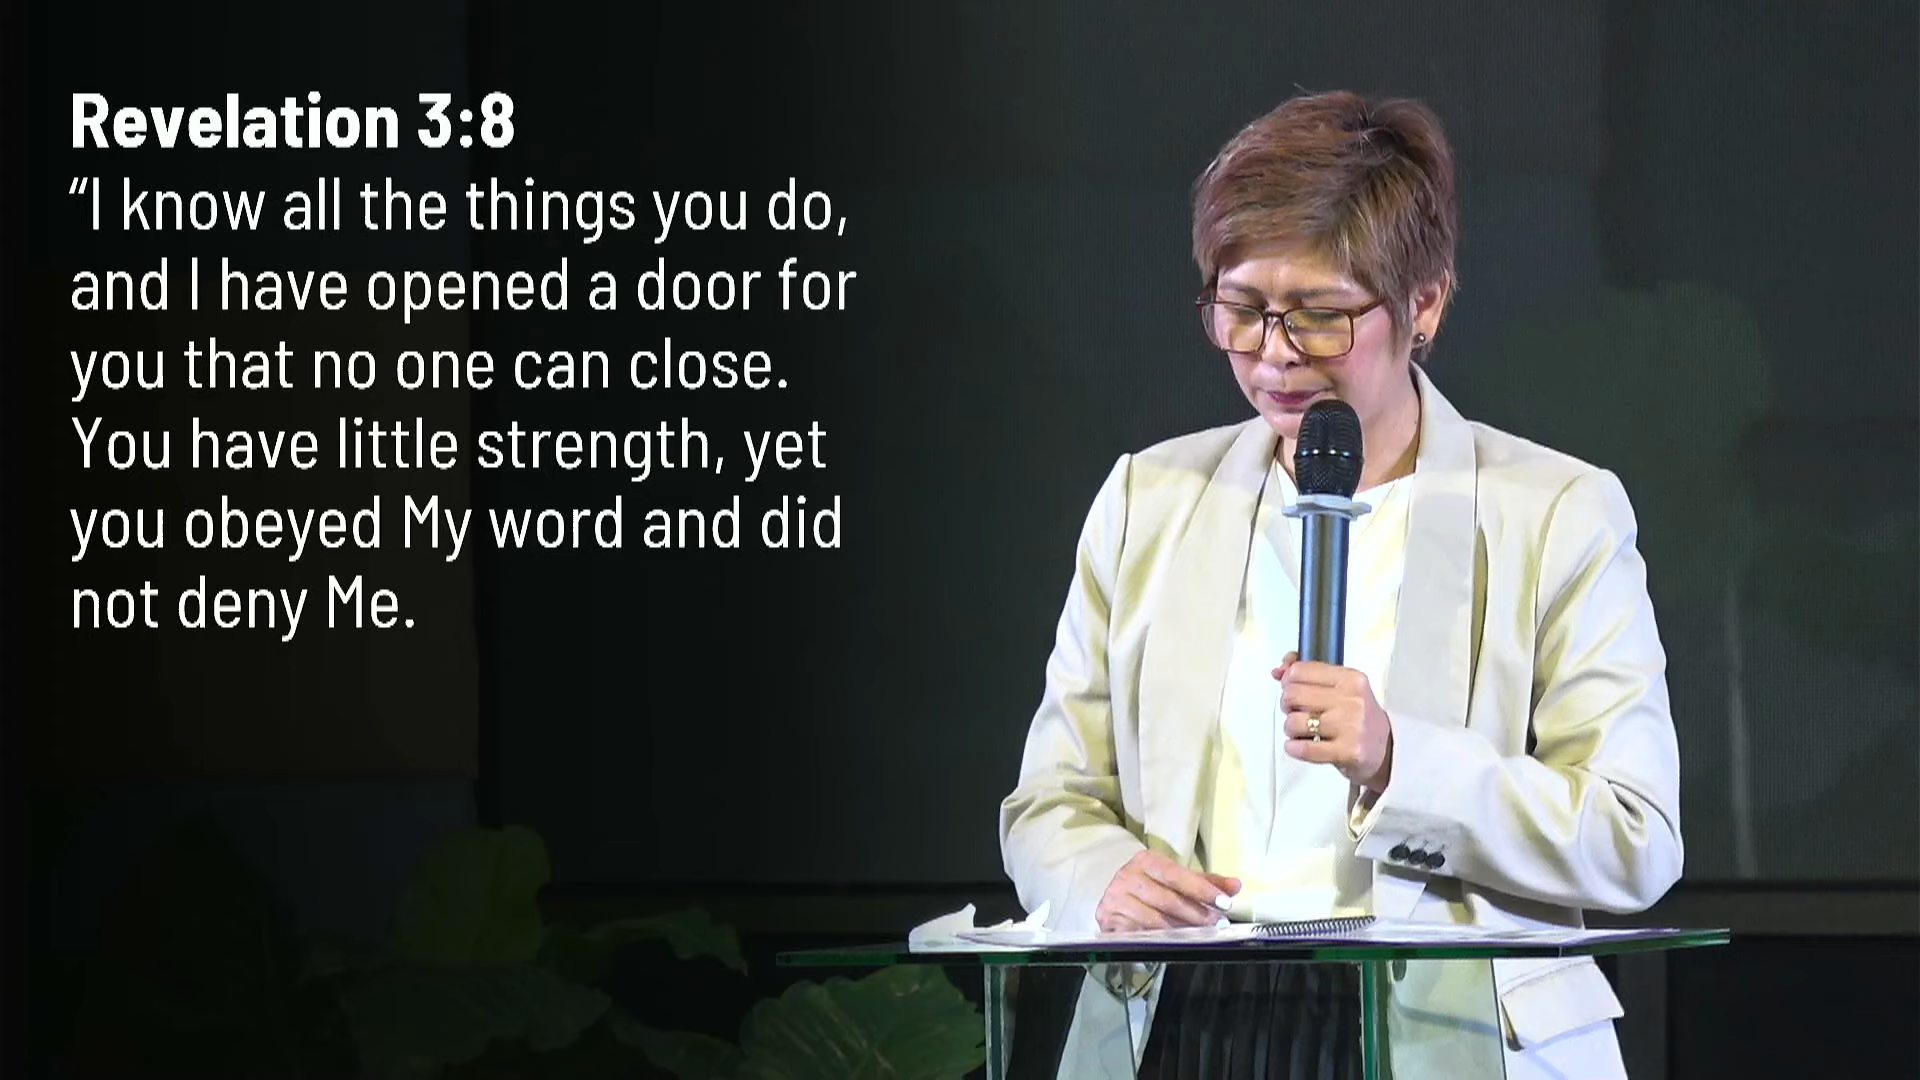 Revelation 3:8
“I know all the things you do,
and I have opened a door for
you that no one can close.
You have little strength, yet
you obeyed My word and did
not deny Me.